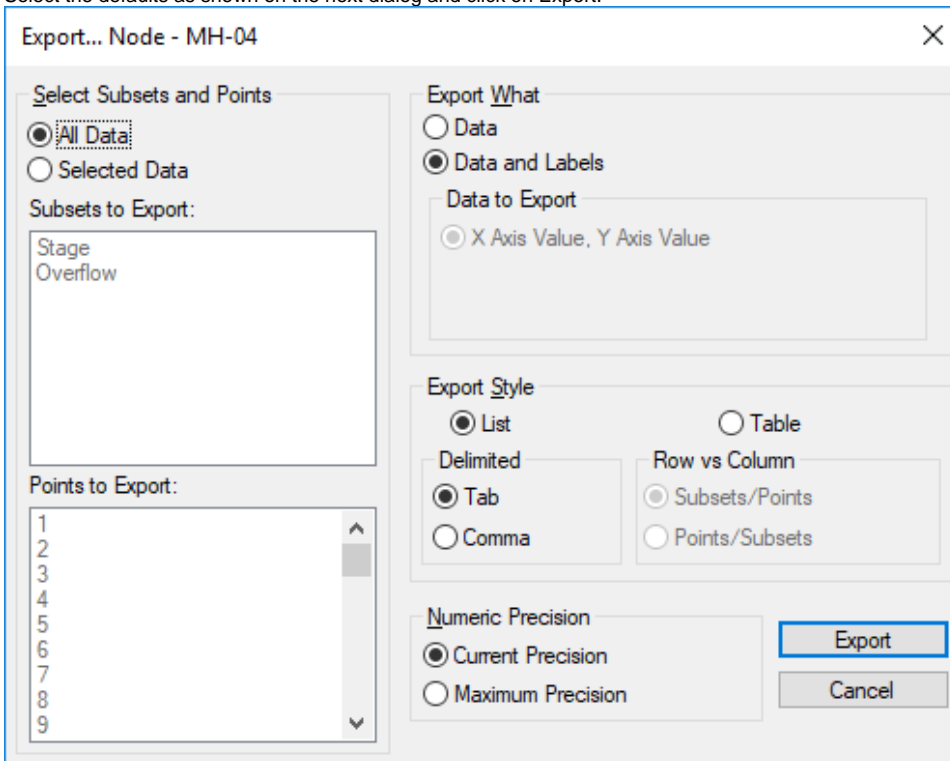 Select the defaults as shown on the next dialog and click on Export.
Export... Node - MH-04
Select Subsets and Points
All Data
Selected Data
Subsets to Export:
Stage
Overflow
Points to Export:
1
2
3
4
5
6
7
8
9
Export What
Data
Data and Labels
Data to Export
X Axis Value, Y Axis Value
Export Style
List
Table
Delimited
Tab
Comma
Row vs Column
Subsets/Points
Points/Subsets
Numeric Precision
Current Precision
Maximum Precision
Export
Cancel